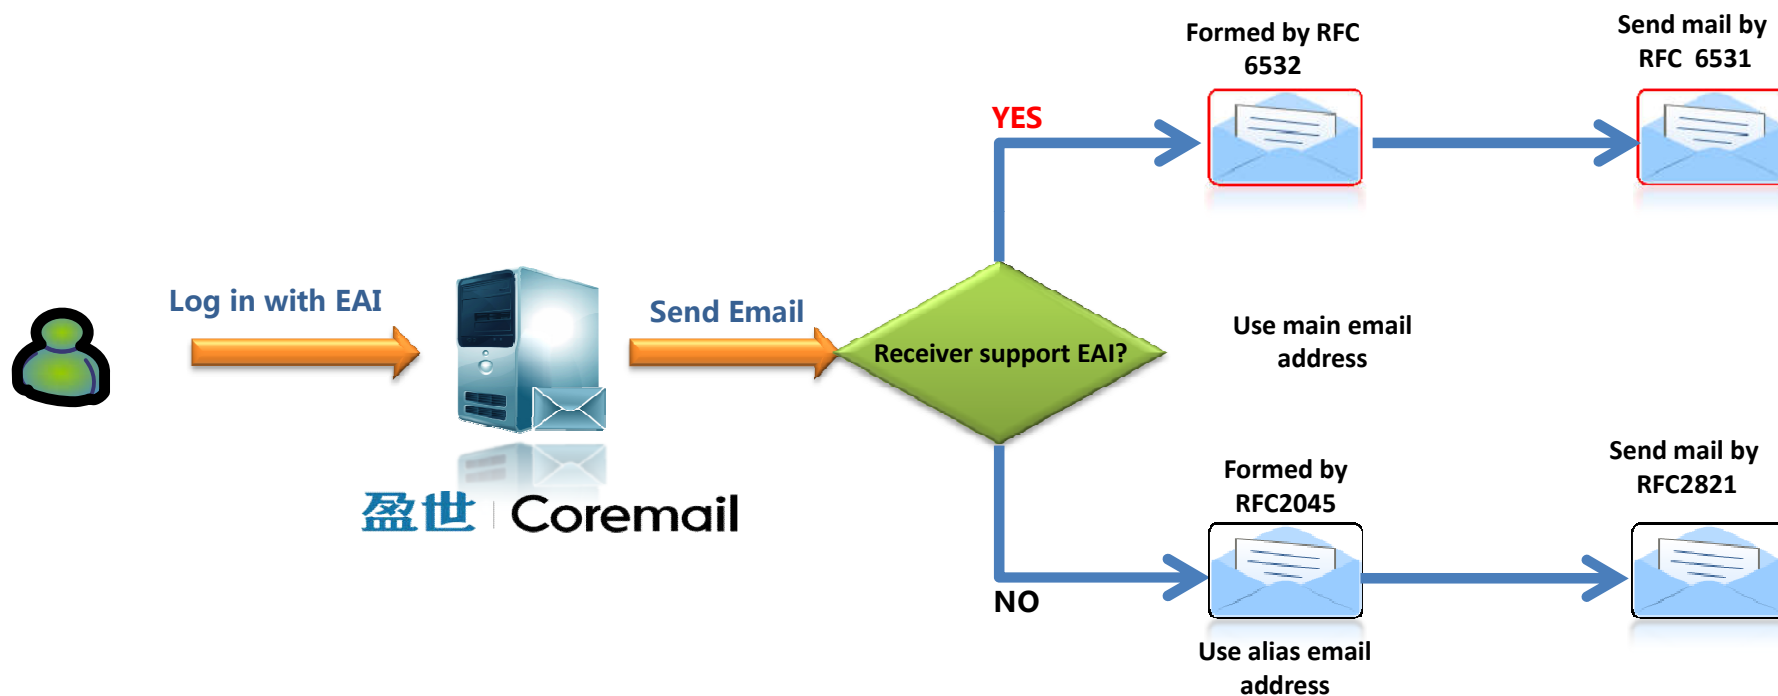 Formed by RFC
6532
Send mail by
RFC 6531
YES
Log in with EAI
Send Email
Receiver support EAI?
Use main email
address
盈世 Coremail
Formed by
RFC2045
Send mail by
RFC2821
NO
Use alias email
address